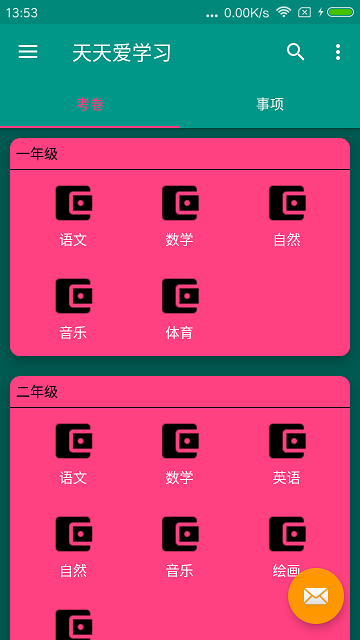 13:53 ... 0.00K/s
天天爱学习
考卷 事项
一年级
语文 数学 自然
音乐 体育
二年级
语文 数学 英语
自然 音乐 绘画